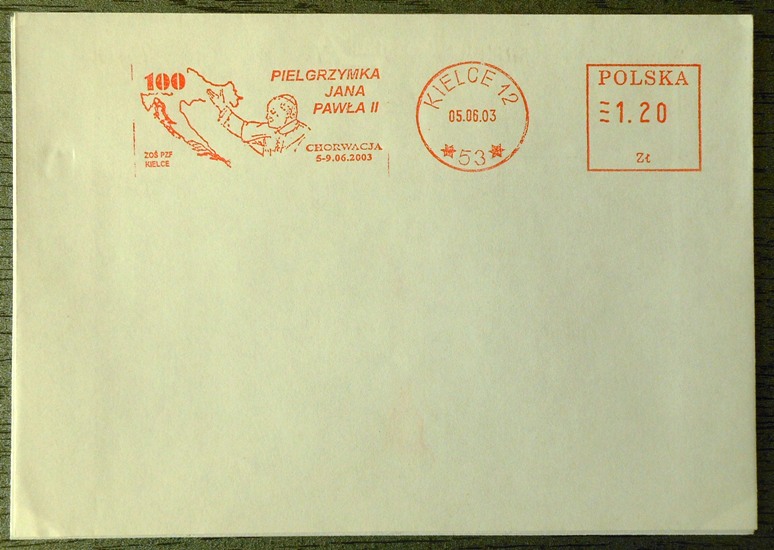 100
PIELGRZYMKA
JANA
PAWŁA II
CHORWACJA
5-9.06.2003
ZOŚ PZF
KIELCE
KIELCE 12
05.06.03
53
POLSKA
1.20
Zł